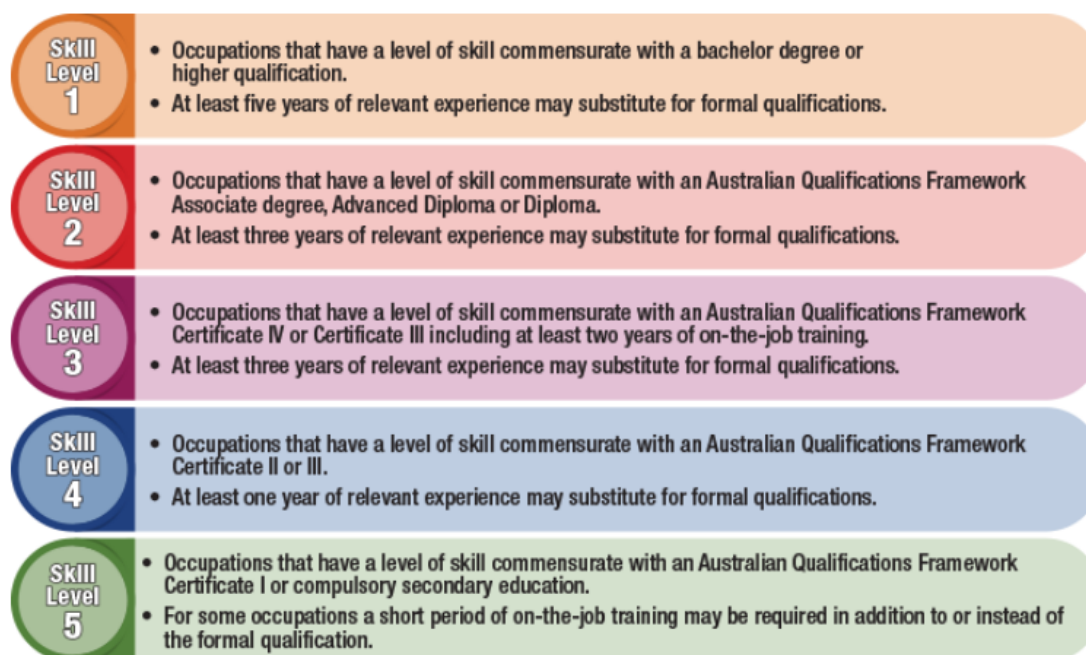 Skill
Level
1
• Occupations that have a level of skill commensurate with a bachelor degree or
higher qualification.
• At least five years of relevant experience may substitute for formal qualifications.
Skill
Level
2
• Occupations that have a level of skill commensurate with an Australian Qualifications Framework
Associate degree, Advanced Diploma or Diploma.
• At least three years of relevant experience may substitute for formal qualifications.
Skill
Level
3
• Occupations that have a level of skill commensurate with an Australian Qualifications Framework
Certificate IV or Certificate III including at least two years of on-the-job training.
• At least three years of relevant experience may substitute for formal qualifications.
Skill
Level
4
• Occupations that have a level of skill commensurate with an Australian Qualifications Framework
Certificate II or III.
• At least one year of relevant experience may substitute for formal qualifications.
Skill
Level
5
• Occupations that have a level of skill commensurate with an Australian Qualifications Framework
Certificate I or compulsory secondary education.
• For some occupations a short period of on-the-job training may be required in addition to or instead of
the formal qualification.